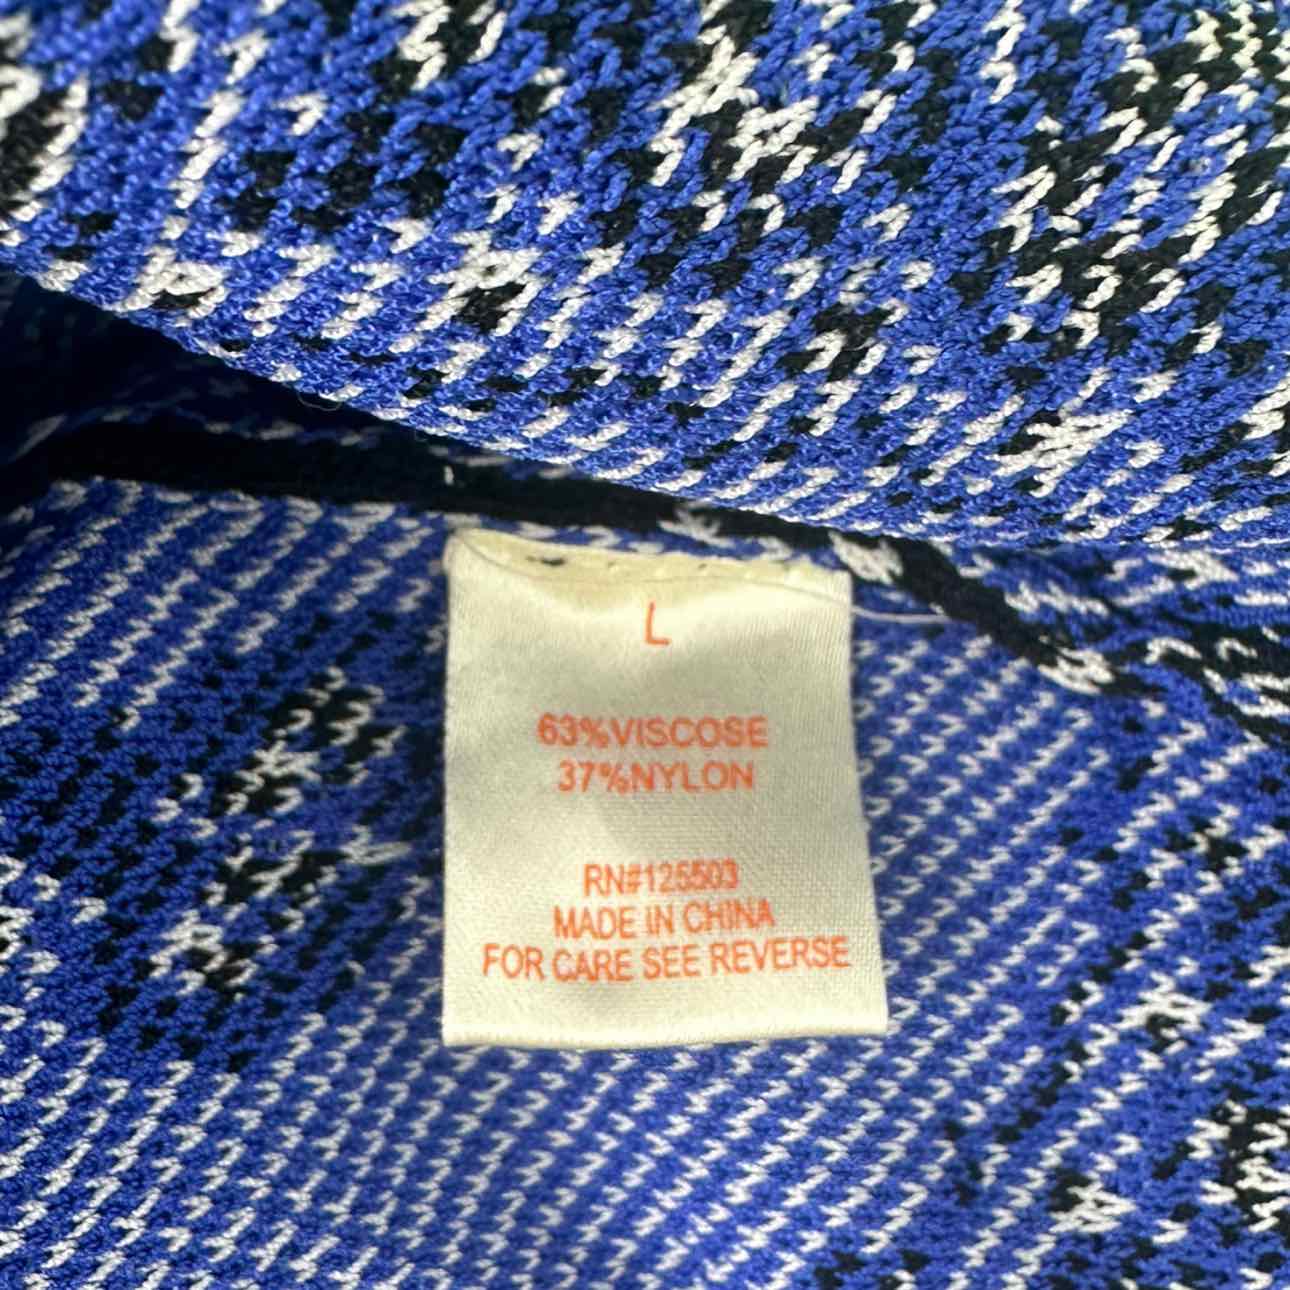 L
63%VISCOSE
37%NYLON
RN#125503
MADE IN CHINA
FOR CARE SEE REVERSE